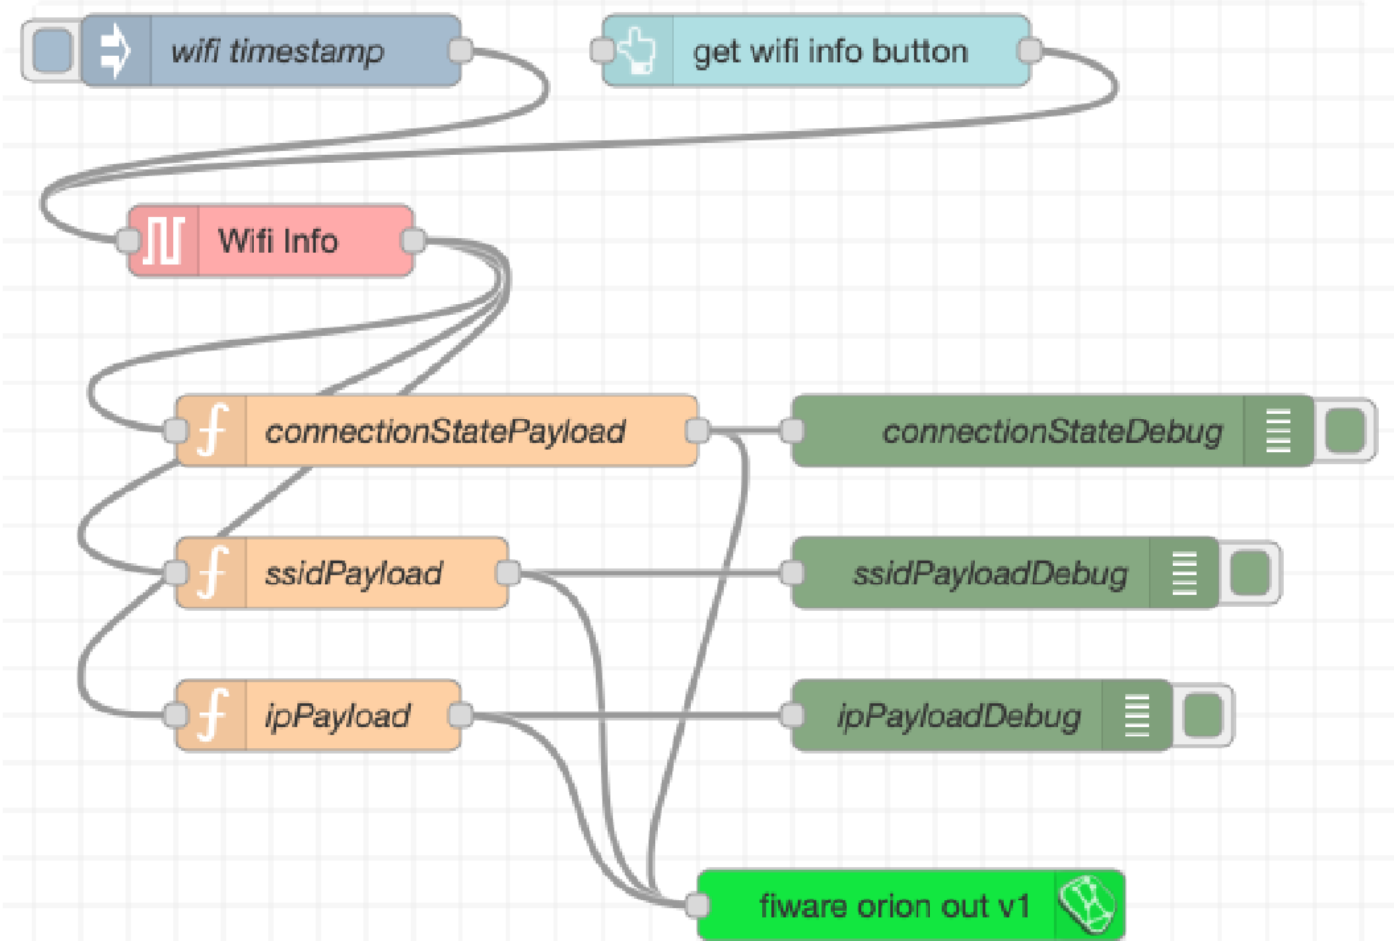 wifi timestamp
get wifi info button
Wifi Info
connectionStatePayload
connectionStateDebug
ssidPayload
ssidPayloadDebug
ipPayload
ipPayloadDebug
fiware orion out v1